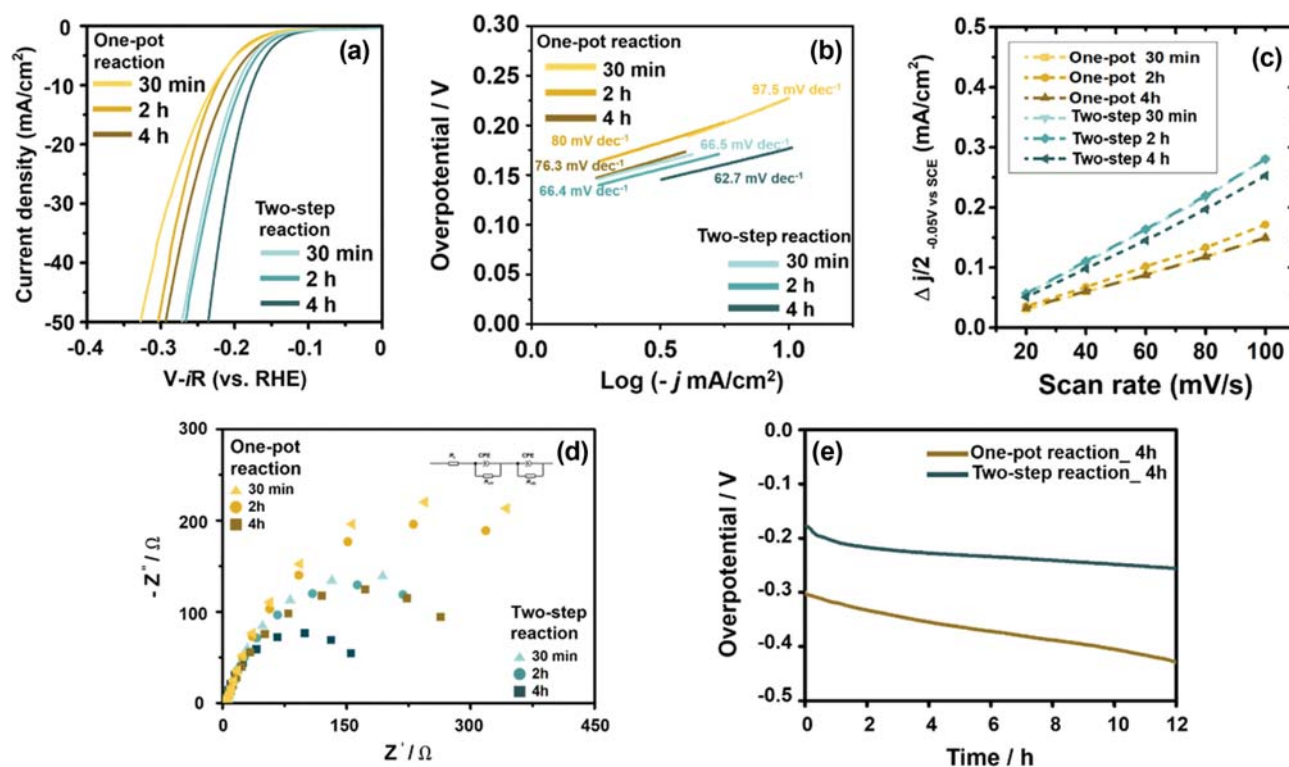 (a)
One-pot
reaction
30 min
2 h
4 h
Two-step
reaction
30 min
2 h
4 h
Current density (mA/cm²)
0
-10
-20
-30
-40
-50
-0.4
-0.3
-0.2
-0.1
0
V-iR (vs. RHE)
(b)
One-pot reaction
30 min
2 h
4 h
97.5 mV dec⁻¹
80 mV dec⁻¹
76.3 mV dec⁻¹
66.5 mV dec⁻¹
66.4 mV dec⁻¹
62.7 mV dec⁻¹
Two-step reaction
30 min
2 h
4 h
Overpotential / V
0.30
0.25
0.20
0.15
0.10
0.05
0.00
0.5
1.0
Log (- j mA/cm²)
(c)
One-pot 30 min
One-pot 2h
One-pot 4h
Two-step 30 min
Two-step 2 h
Two-step 4 h
Δ j/2 -0.05V vs SCE (mA/cm²)
0.5
0.4
0.3
0.2
0.1
0.0
20
40
60
80
100
Scan rate (mV/s)
(d)
One-pot
reaction
30 min
2h
4h
CPE
CPE
Two-step
reaction
30 min
2h
4h
- Z'' / Ω
300
200
100
0
0
150
300
450
Z' / Ω
(e)
One-pot reaction_ 4h
Two-step reaction_ 4h
Overpotential / V
-0.0
-0.1
-0.2
-0.3
-0.4
-0.5
0
2
4
6
8
10
12
Time / h